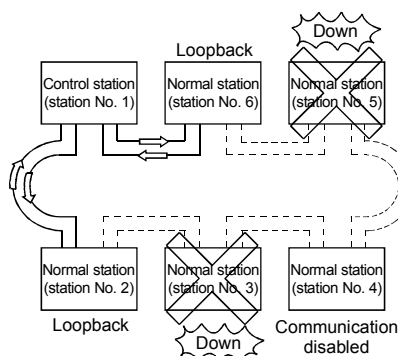 Down
Loopback
Control station
(station No. 1)
Normal station
(station No. 6)
Normal station
(station No. 5)
Normal station
(station No. 2)
Normal station
(station No. 3)
Normal station
(station No. 4)
Loopback
Down
Communication
disabled